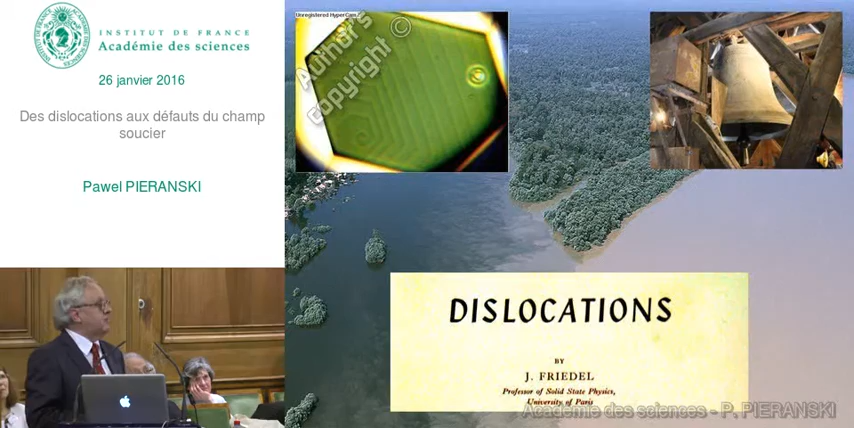 INSTITUT DE FRANCE
Académie des sciences
26 janvier 2016
Des dislocations aux défauts du champ
soucier
Pawel PIERANSKI
Unregistered HyperCam
Author's
Copyright ©
DISLOCATIONS
BY
J. FRIEDEL
Professor of Solid State Physics,
University of Paris
Académie des sciences - P. PIERANSKI